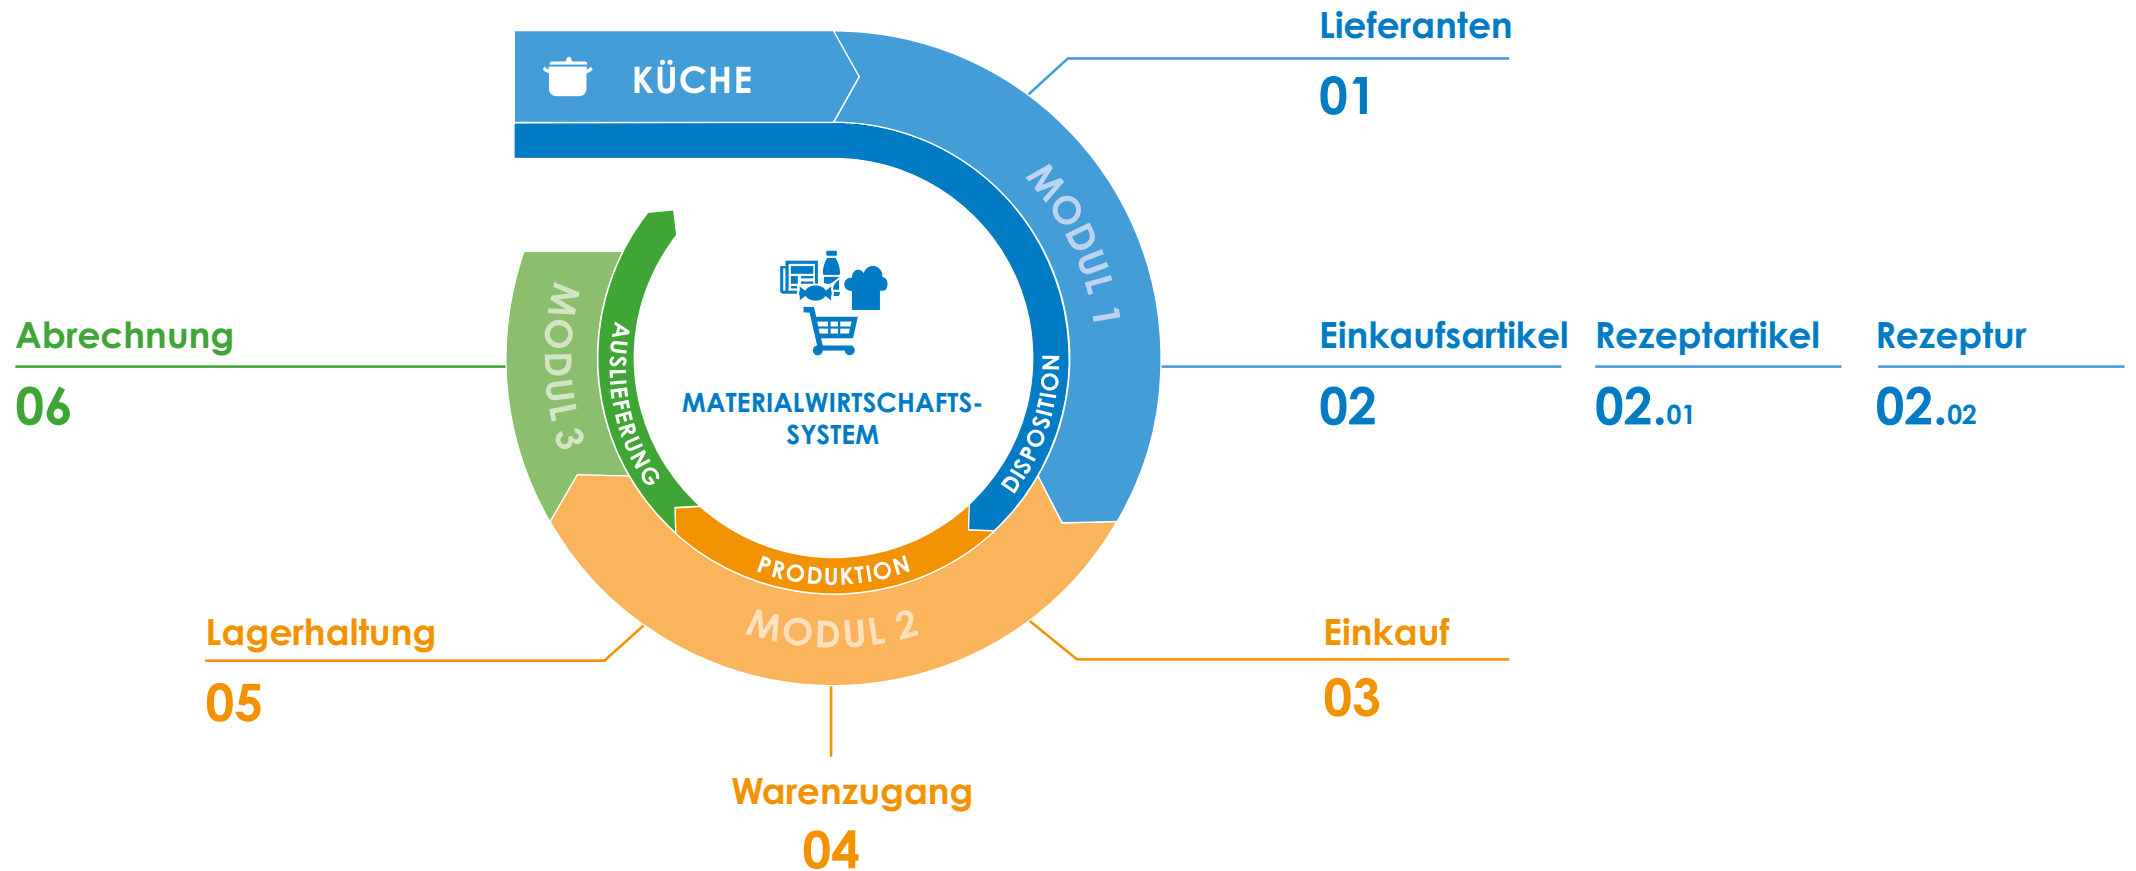 KÜCHE
Lieferanten
01
MODUL 1
Einkaufsartikel
02
Rezeptartikel
02.01
Rezeptur
02.02
DISPOSITION
MATERIALWIRTSCHAFTS-
SYSTEM
PRODUKTION
MODUL 2
Einkauf
03
Warenzugang
04
Lagerhaltung
05
AUSLIEFERUNG
MODUL 3
Abrechnung
06